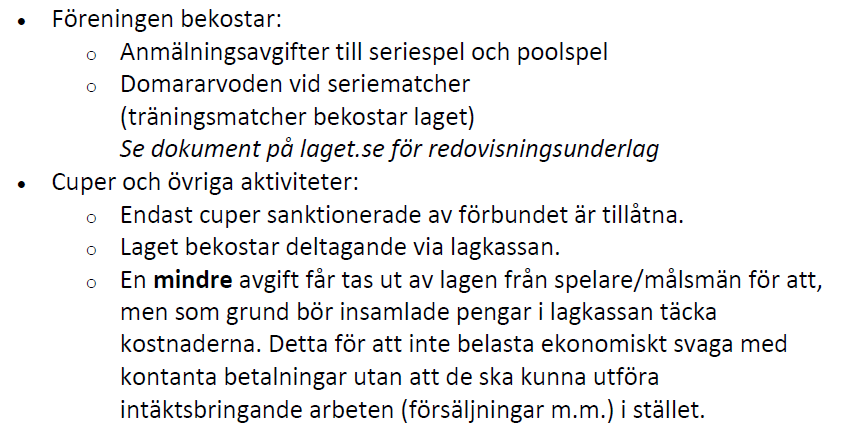 • Föreningen bekostar:
o Anmälningsavgifter till seriespel och poolspel
o Domararvoden vid seriematcher
(träningsmatcher bekostar laget)
Se dokument på laget.se för redovisningsunderlag
• Cuper och övriga aktiviteter:
o Endast cuper sanktionerade av förbundet är tillåtna.
o Laget bekostar deltagande via lagkassan.
o En mindre avgift får tas ut av lagen från spelare/målsmän för att,
men som grund bör insamlade pengar i lagkassan täcka
kostnaderna. Detta för att inte belasta ekonomiskt svaga med
kontanta betalningar utan att de ska kunna utföra
intäktsbringande arbeten (försäljningar m.m.) i stället.